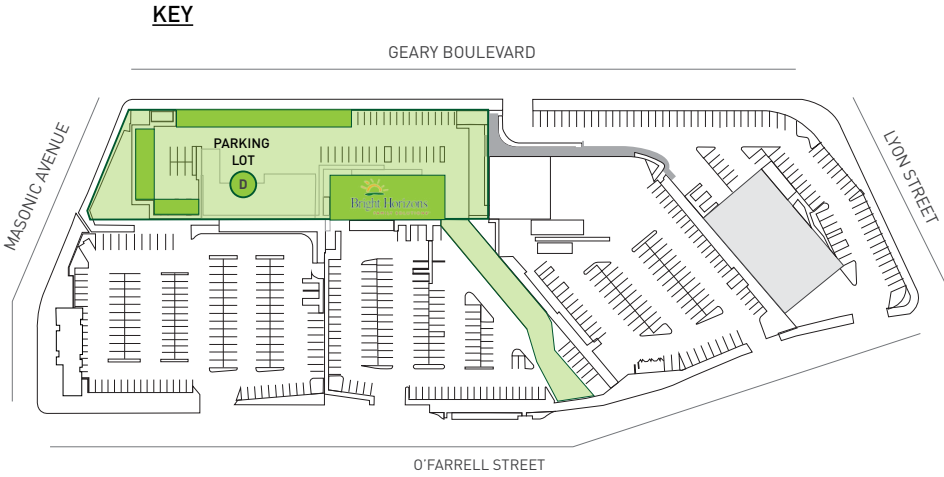 KEY
GEARY BOULEVARD
MASONIC AVENUE
PARKING
LOT
D
LYON STREET
Bright Horizons
O'FARRELL STREET